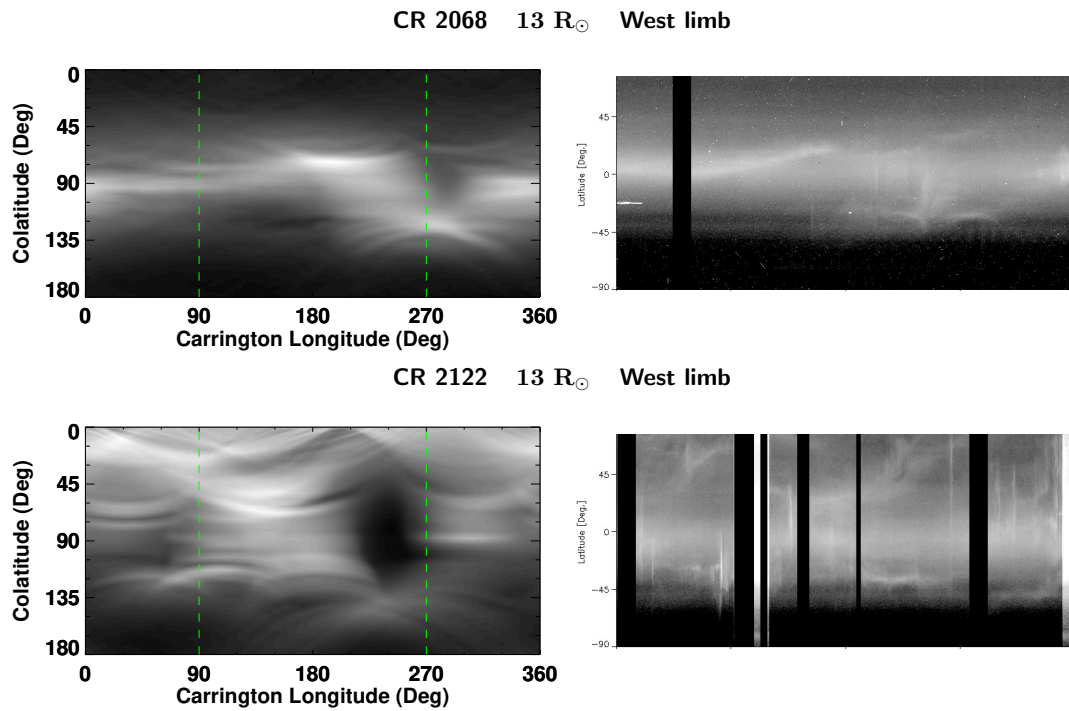 CR 2068 13 R☉ West limb
Colatitude (Deg)
0
45
90
135
180
0 90 180 270 360
Carrington Longitude (Deg)
Latitude [Deg.]
45
0
−45
−90
CR 2122 13 R☉ West limb
Colatitude (Deg)
0
45
90
135
180
0 90 180 270 360
Carrington Longitude (Deg)
Latitude [Deg.]
45
0
−45
−90